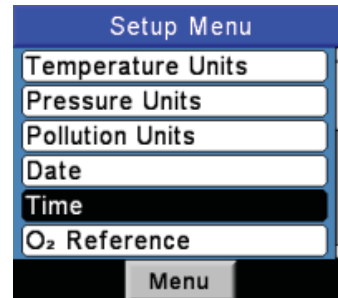 Setup Menu
Temperature Units
Pressure Units
Pollution Units
Date
Time
O₂ Reference
Menu